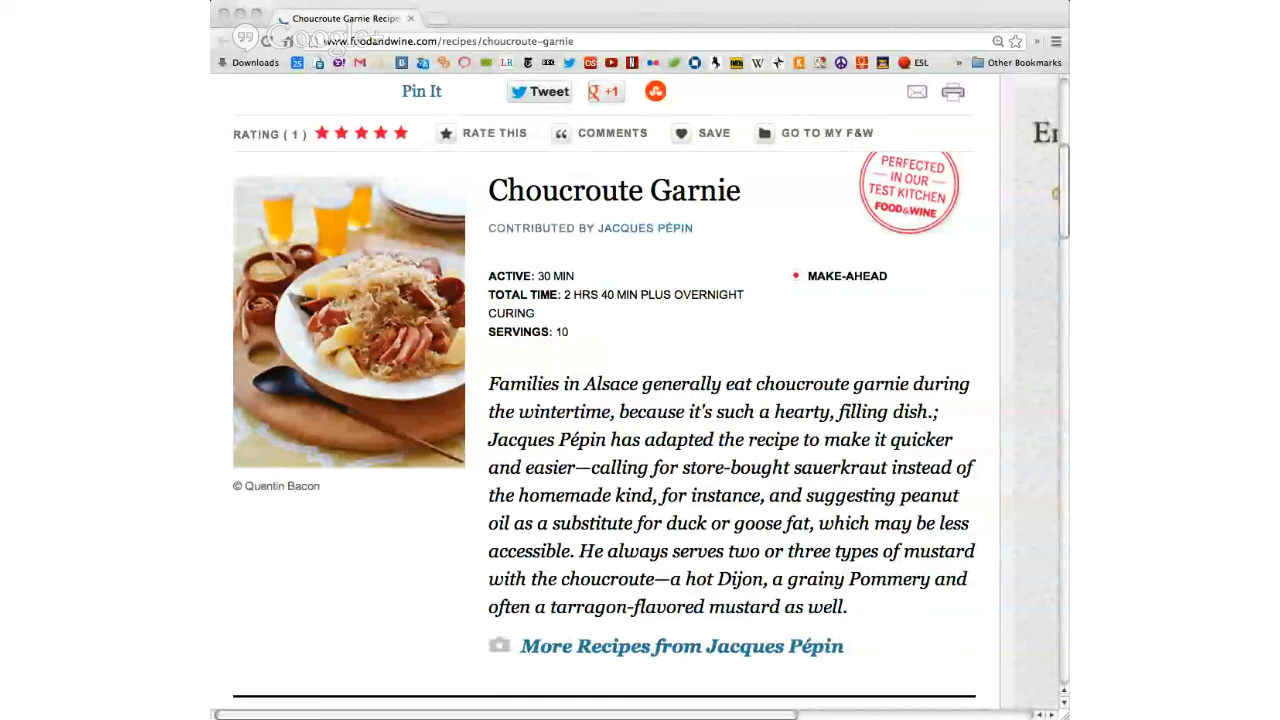 Choucroute Garnie Recipe
Google+
www.foodandwine.com/recipes/choucroute-garnie
Downloads
ESL
»
Other Bookmarks
Pin It
Tweet
+1
RATING ( 1 )
RATE THIS
COMMENTS
SAVE
GO TO MY F&W
PERFECTED
IN OUR
TEST KITCHEN
FOOD&WINE
Choucroute Garnie
CONTRIBUTED BY JACQUES PÉPIN
ACTIVE: 30 MIN
MAKE-AHEAD
TOTAL TIME: 2 HRS 40 MIN PLUS OVERNIGHT
CURING
SERVINGS: 10
Families in Alsace generally eat choucroute garnie during
the wintertime, because it's such a hearty, filling dish.;
Jacques Pépin has adapted the recipe to make it quicker
and easier—calling for store-bought sauerkraut instead of
the homemade kind, for instance, and suggesting peanut
oil as a substitute for duck or goose fat, which may be less
accessible. He always serves two or three types of mustard
with the choucroute—a hot Dijon, a grainy Pommery and
often a tarragon-flavored mustard as well.
More Recipes from Jacques Pépin
© Quentin Bacon